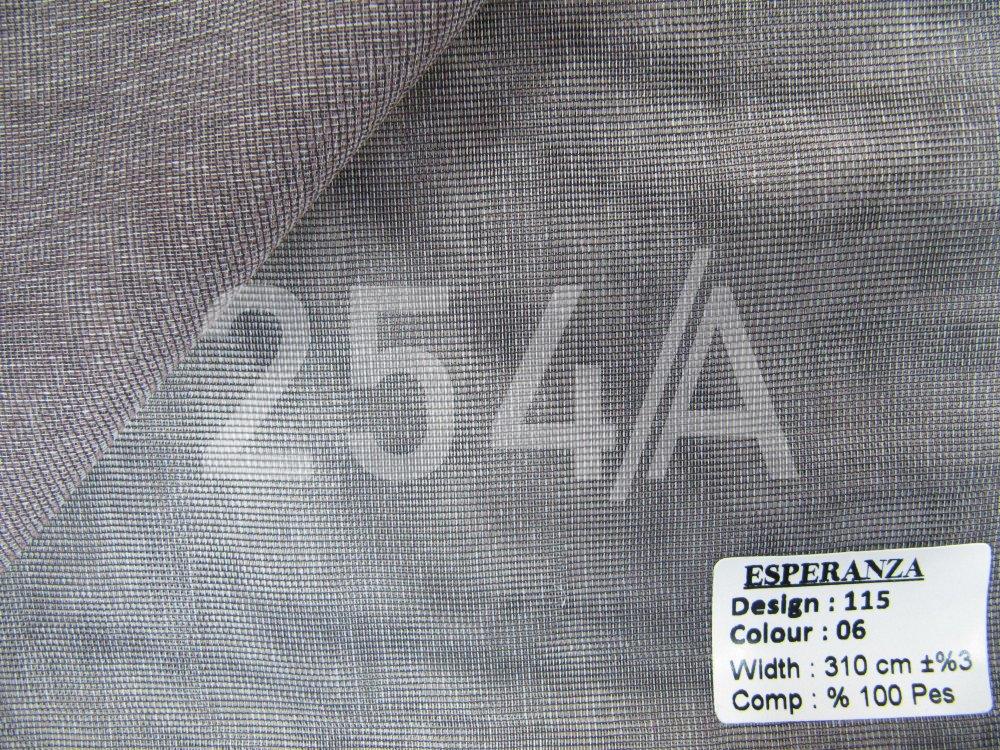 254/A
ESPERANZA
Design : 115
Colour : 06
Width : 310 cm ±%3
Comp : % 100 Pes